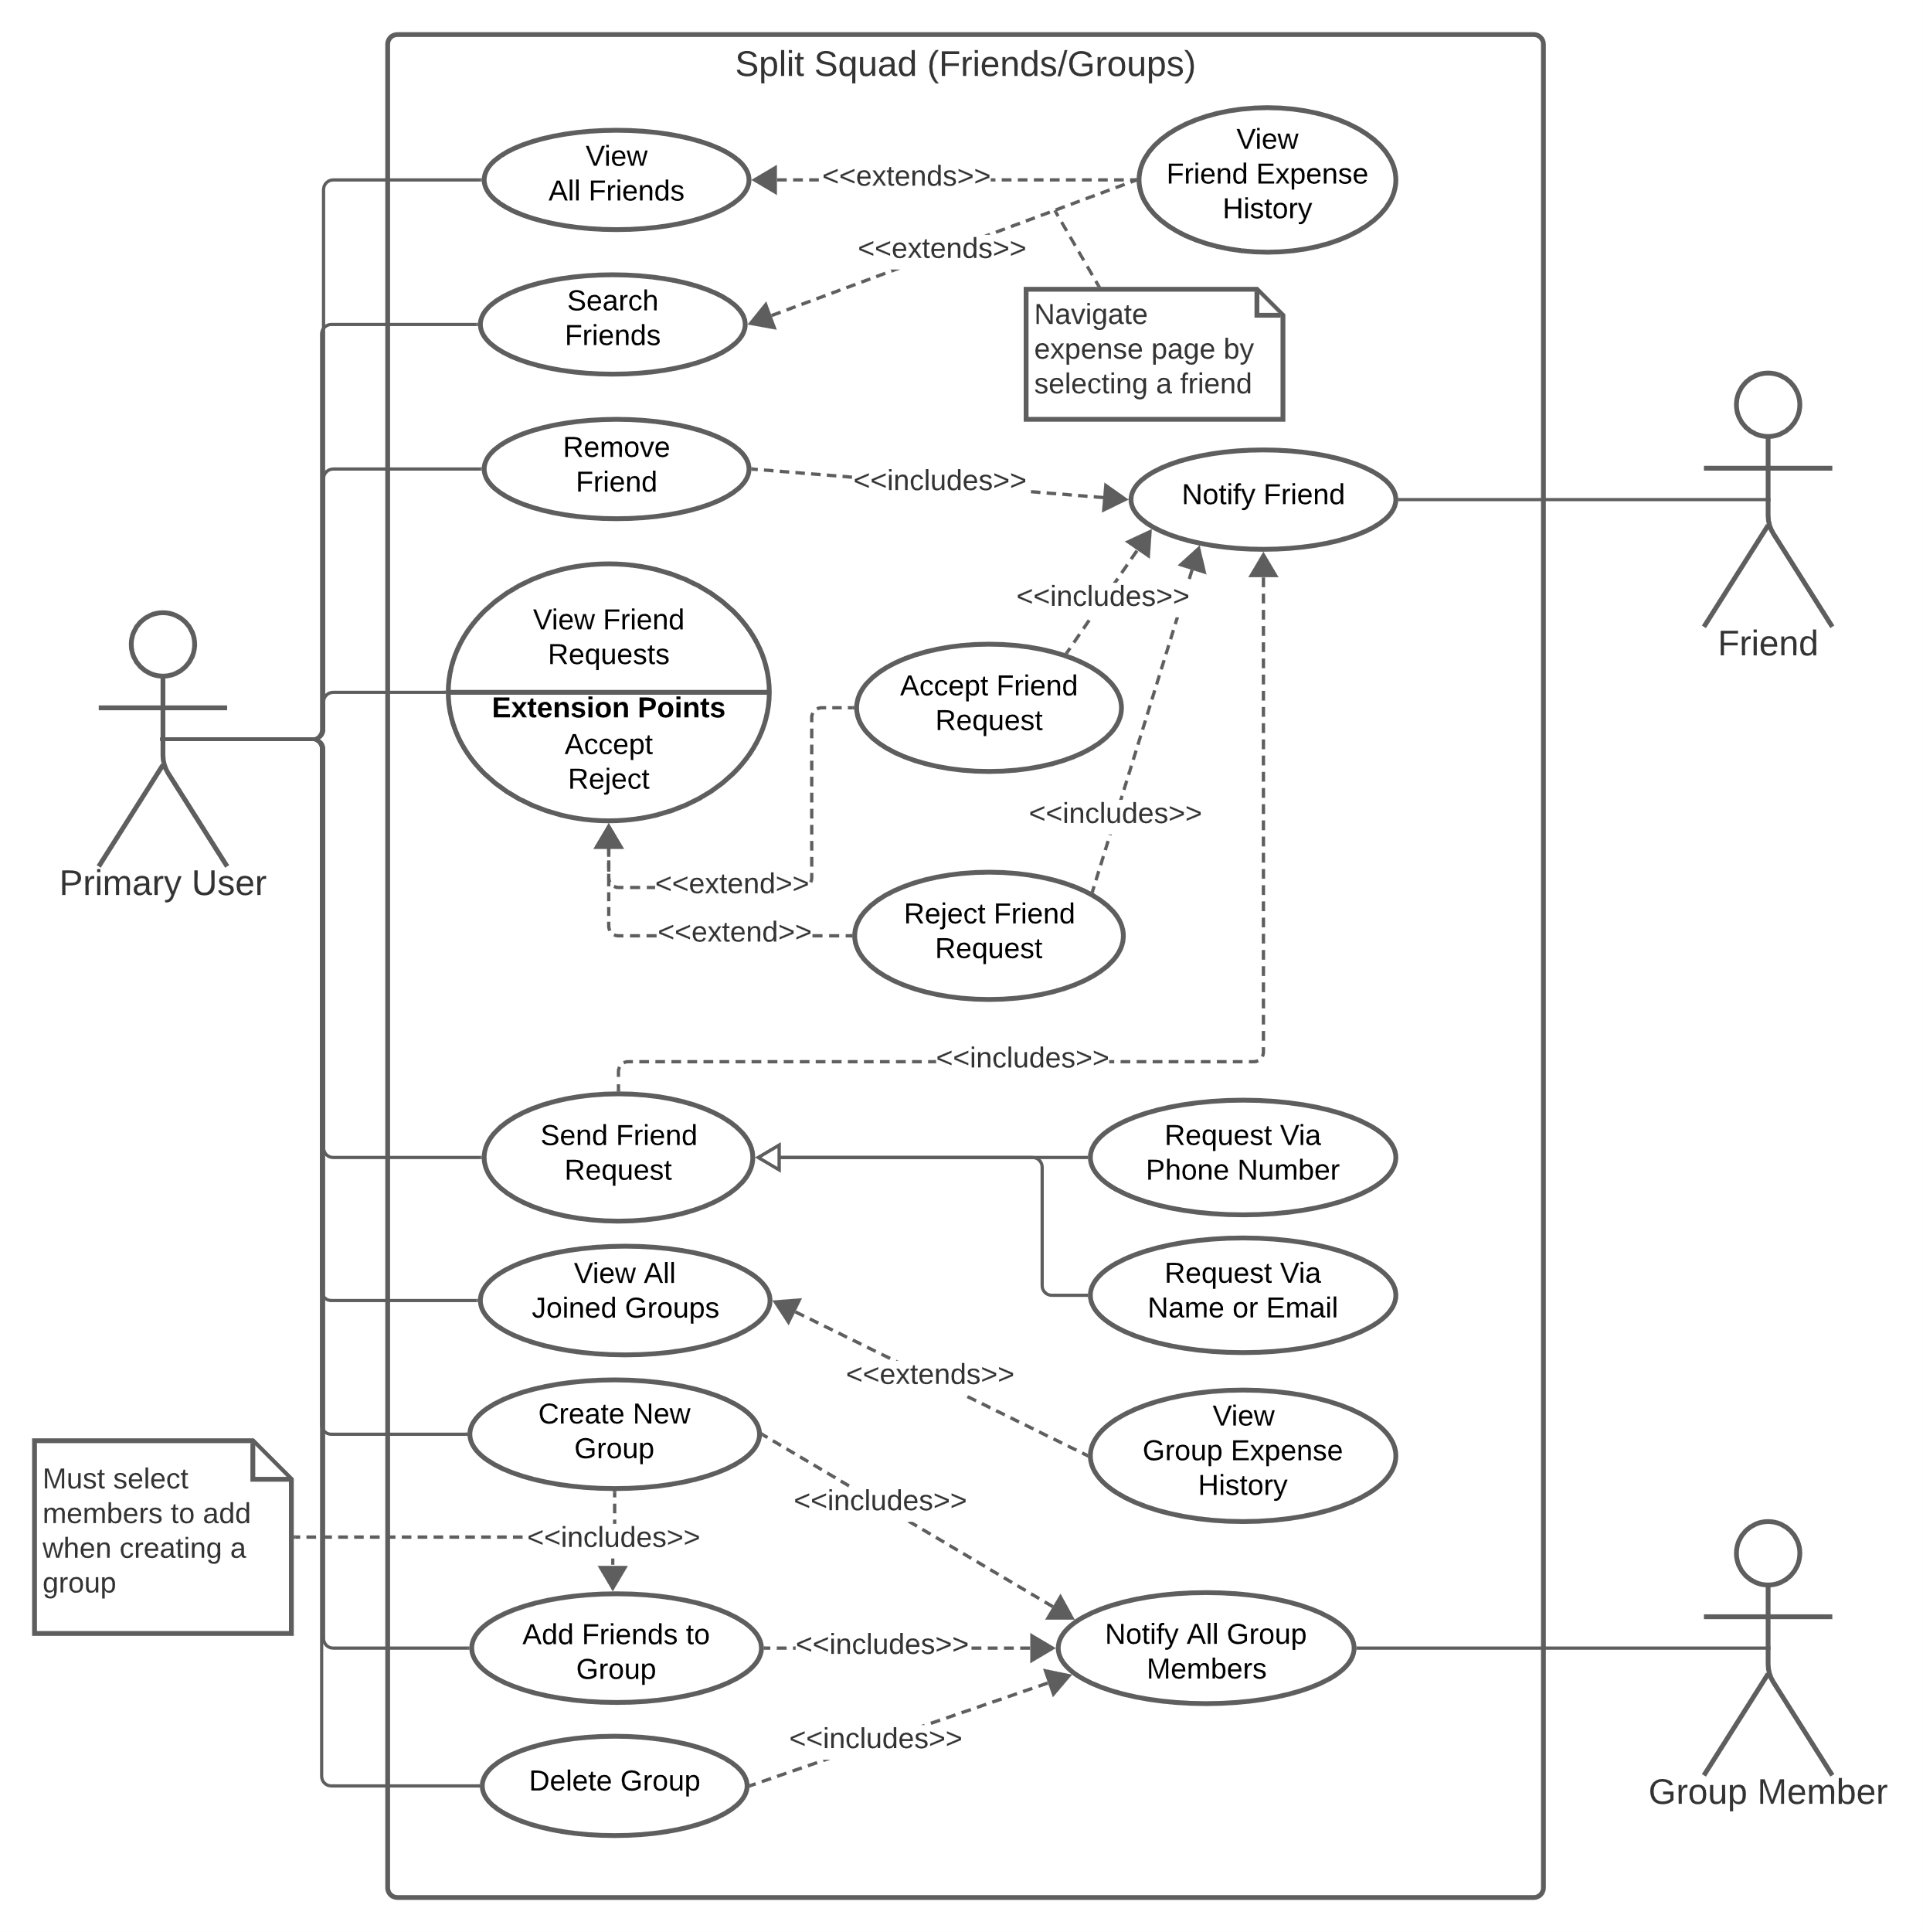 Split Squad (Friends/Groups)
View
All Friends
<<extends>>
View
Friend Expense
History
<<extends>>
Search
Friends
Navigate
expense page by
selecting a friend
Remove
Friend
<<includes>>
Notify Friend
Friend
View Friend
Requests
Extension Points
Accept
Reject
<<includes>>
Accept Friend
Request
<<includes>>
Primary User
<<extend>>
<<extend>>
Reject Friend
Request
<<includes>>
Send Friend
Request
Request Via
Phone Number
Request Via
Name or Email
View All
Joined Groups
<<extends>>
View
Group Expense
History
Create New
Group
<<includes>>
Must select
members to add
when creating a
group
<<includes>>
Add Friends to
Group
<<includes>>
Notify All Group
Members
<<includes>>
Delete Group
Group Member